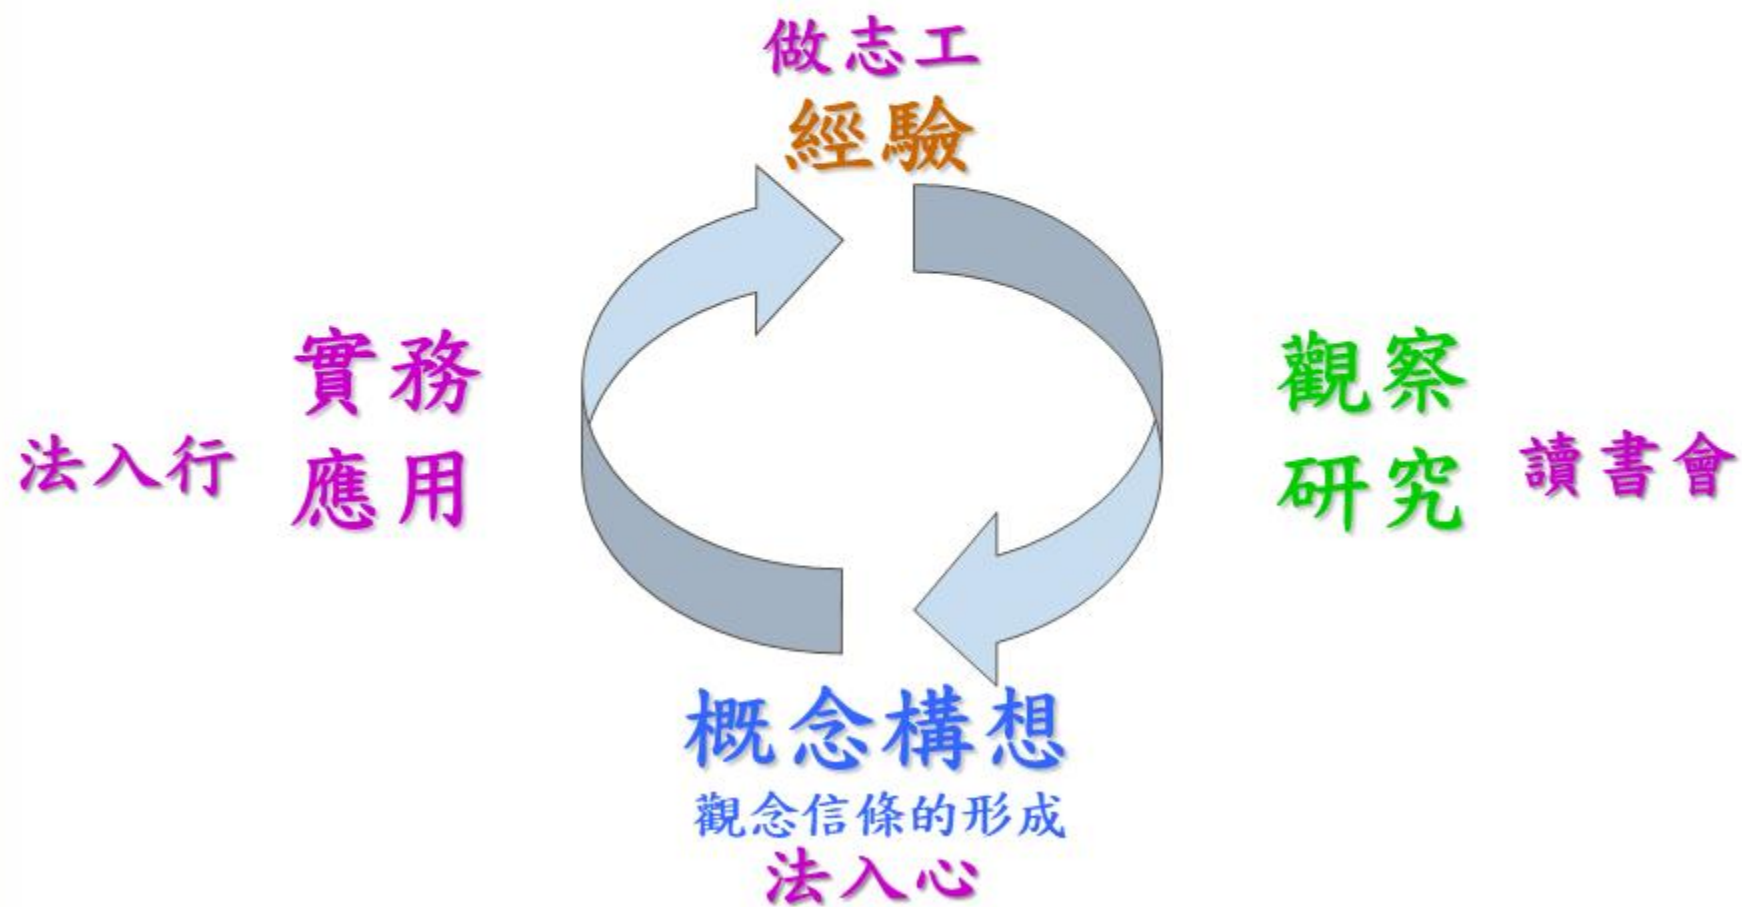 做志工
經驗
實務
應用
法入行
觀察
研究
讀書會
概念構想
觀念信條的形成
法入心